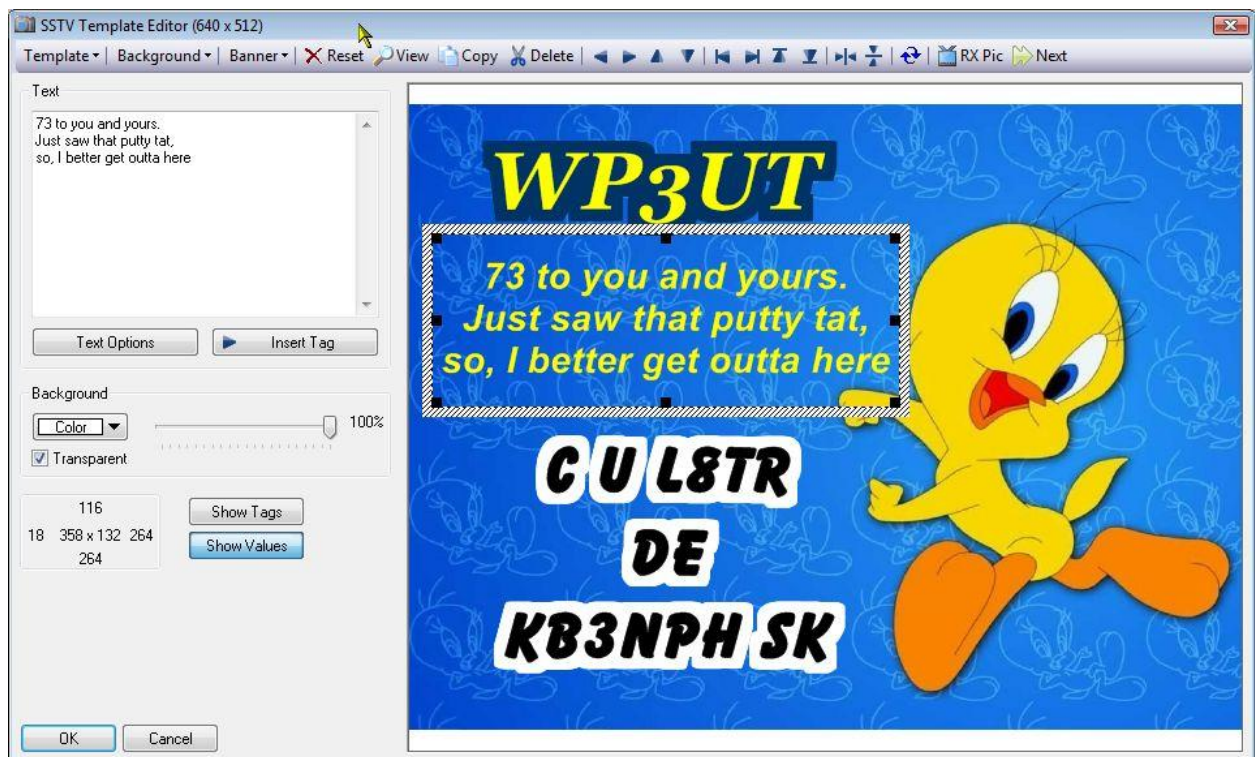 SSTV Template Editor (640 x 512)
Template Background Banner Reset View Copy Delete RX Pic Next
Text
73 to you and yours.
Just saw that putty tat,
so, I better get outta here
Text Options Insert Tag
Background
Color 100%
Transparent
116
18 358 x 132 264
264
Show Tags
Show Values
OK Cancel
WP3UT
73 to you and yours.
Just saw that putty tat,
so, I better get outta here
C U L8TR
DE
KB3NPH SK